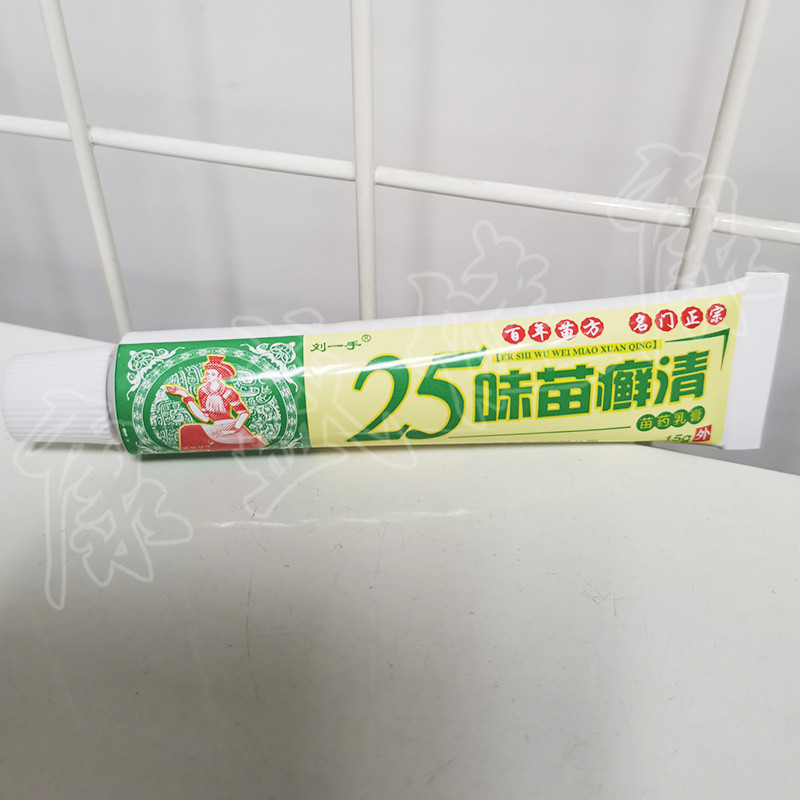 刘一手®
百年苗方 名门正宗
【ER SHI WU WEI MIAO XUAN QING】
25味苗癣清
苗药乳膏
15g 外